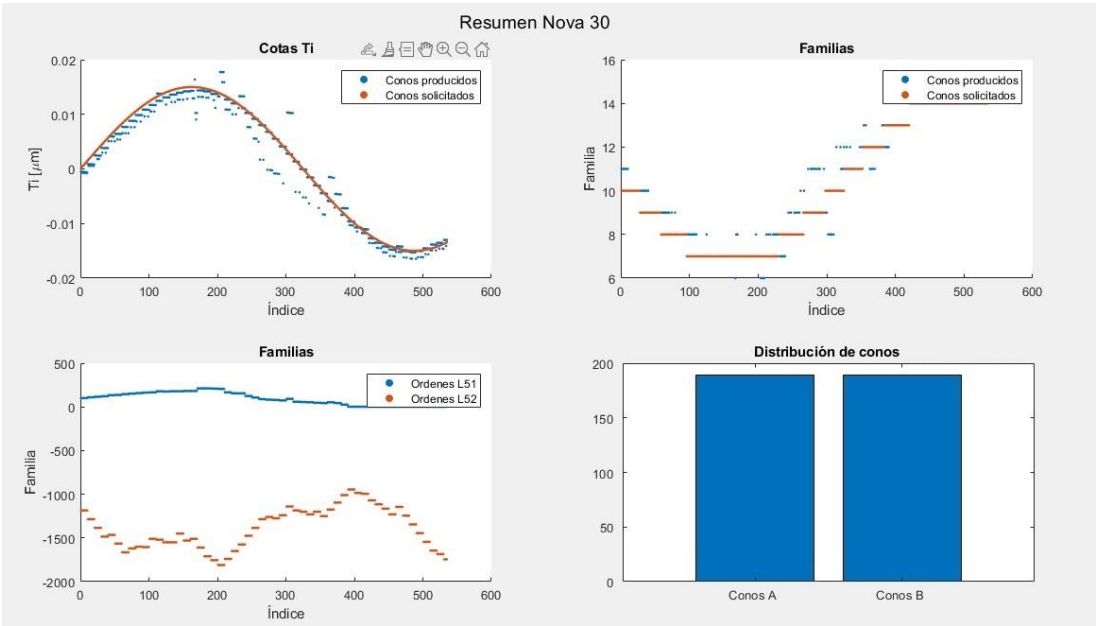 Resumen Nova 30
Cotas Ti
Conos producidos
Conos solicitados
0.02
0.01
0
-0.01
-0.02
Ti [μm]
0 100 200 300 400 500 600
Índice
Familias
Conos producidos
Conos solicitados
16
14
12
10
8
6
Familia
0 100 200 300 400 500 600
Índice
Familias
Ordenes L51
Ordenes L52
500
0
-500
-1000
-1500
-2000
Familia
0 100 200 300 400 500 600
Índice
Distribución de conos
200
150
100
50
0
Conos A Conos B